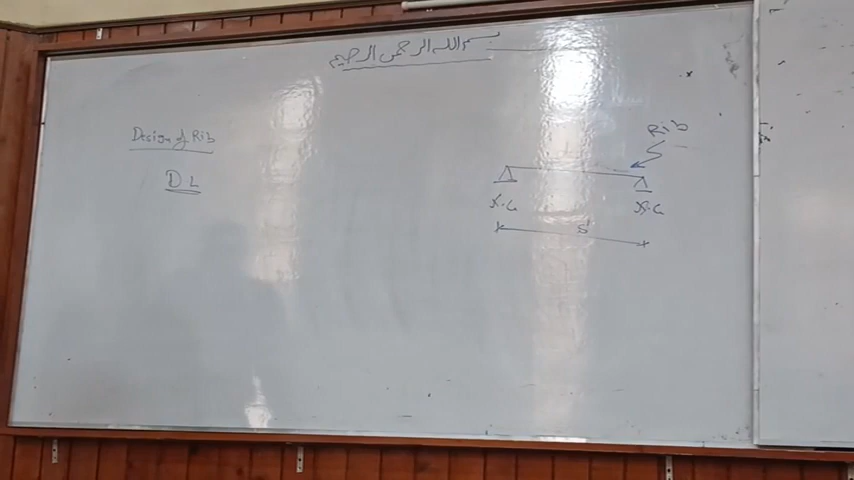 بسم الله الرحمن الرحيم
Design of Rib
DL
Rib
X.G
X.G
S